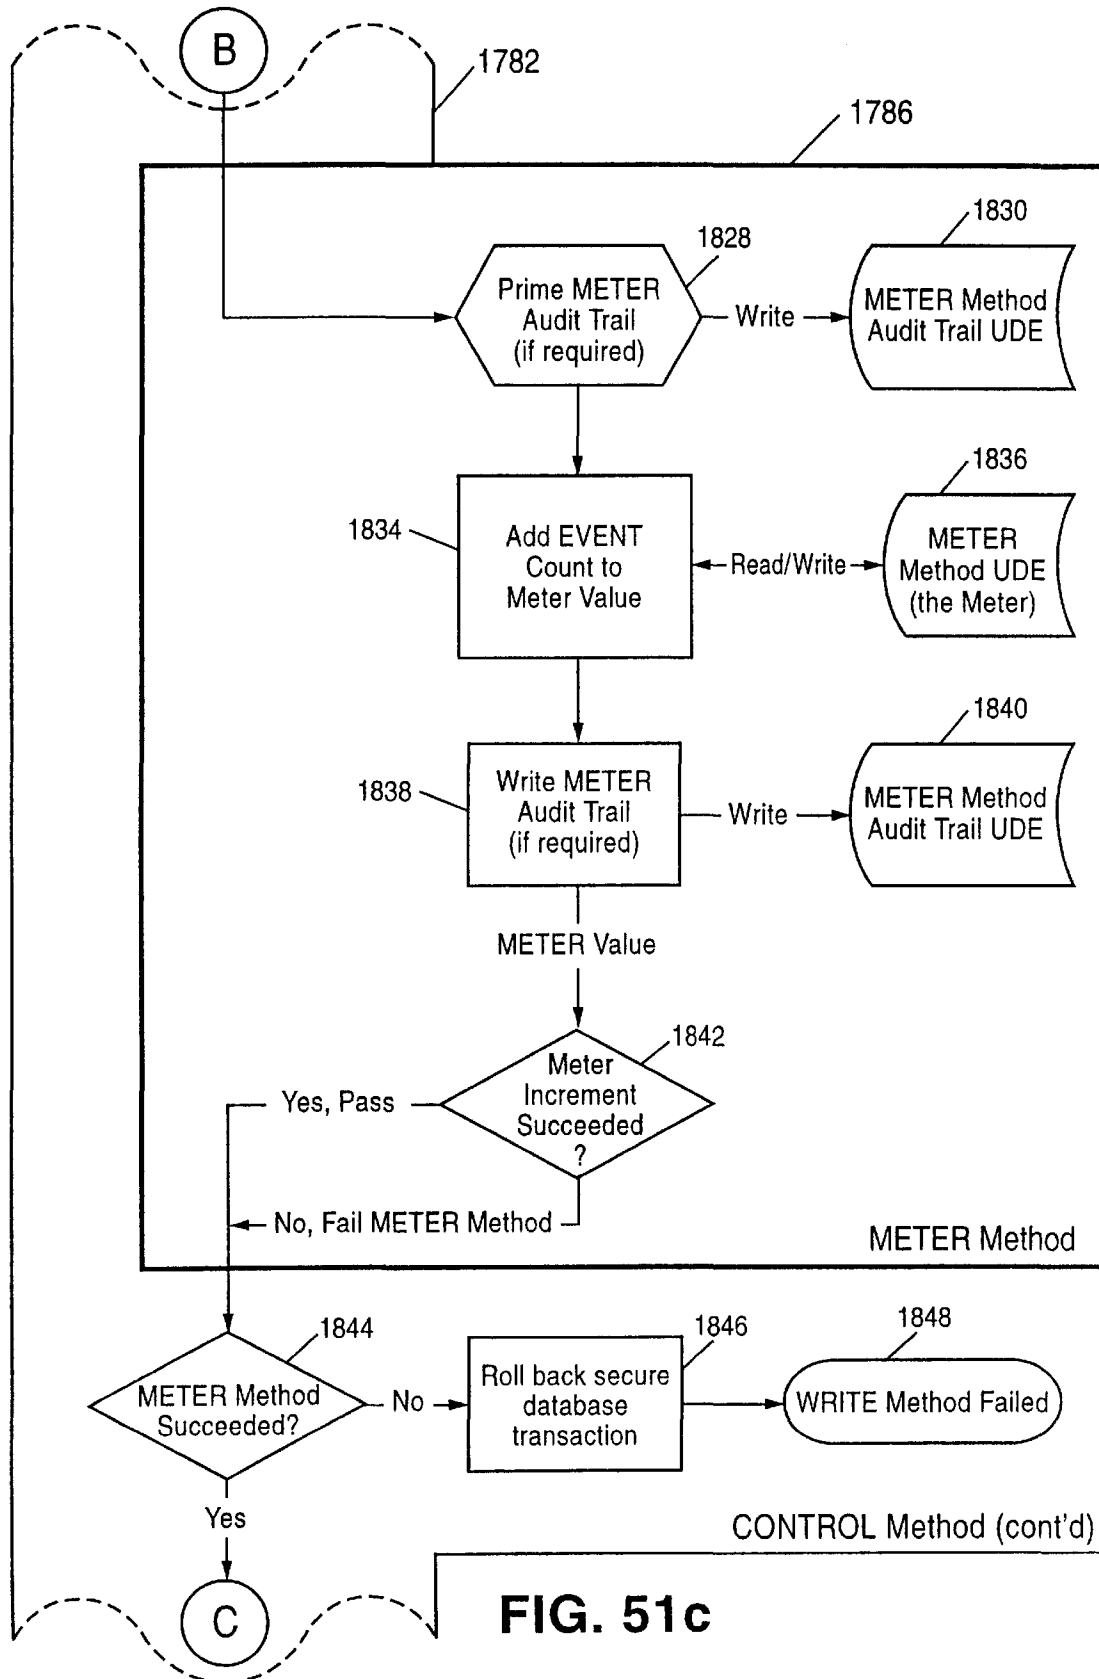 B
1782
1786
1828
1830
Prime METER
Audit Trail
(if required)
Write
METER Method
Audit Trail UDE
1834
1836
Add EVENT
Count to
Meter Value
Read/Write
METER
Method UDE
(the Meter)
1838
1840
Write METER
Audit Trail
(if required)
Write
METER Method
Audit Trail UDE
METER Value
1842
Meter
Increment
Succeeded
?
Yes, Pass
No, Fail METER Method
METER Method
1844
METER Method
Succeeded?
No
1846
Roll back secure
database
transaction
1848
WRITE Method Failed
Yes
CONTROL Method (cont'd)
C
FIG. 51c